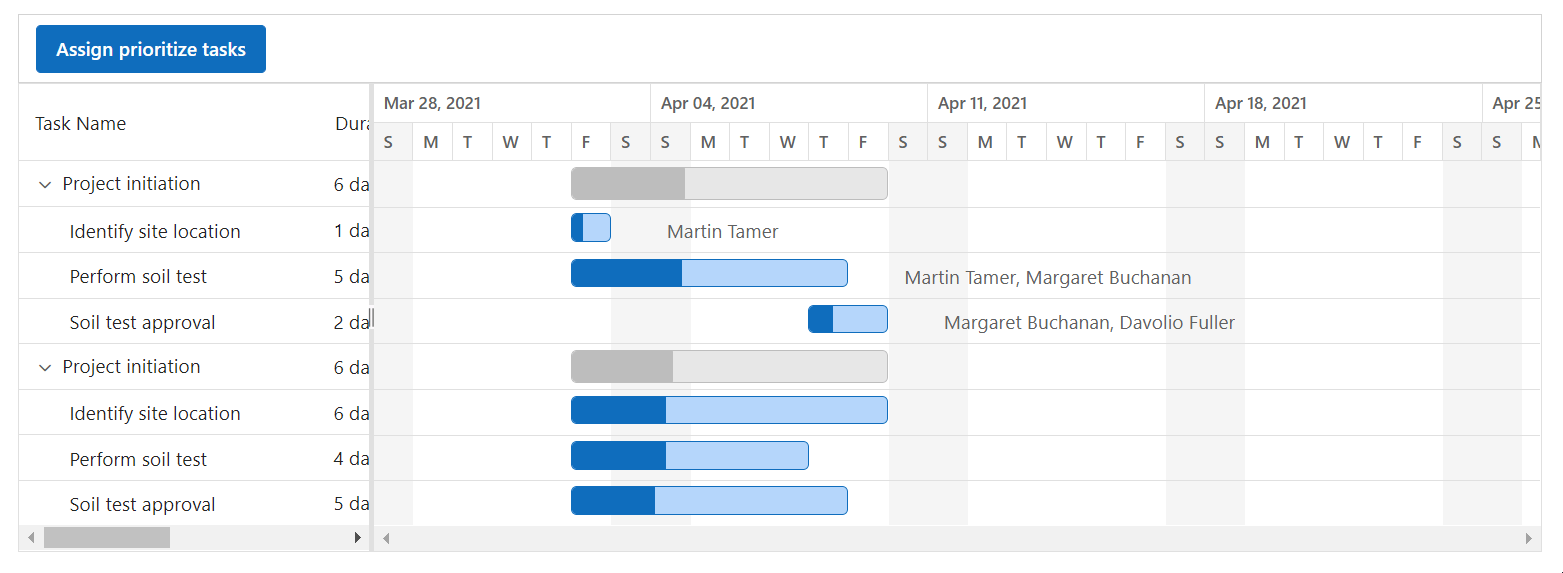 Assign prioritize tasks
Task Name Dura Mar 28, 2021 Apr 04, 2021 Apr 11, 2021 Apr 18, 2021 Apr 25
S M T W T F S S M T W T F S S M T W T F S S M T W T F S S M
Project initiation 6 da
Identify site location 1 da Martin Tamer
Perform soil test 5 da Martin Tamer, Margaret Buchanan
Soil test approval 2 da Margaret Buchanan, Davolio Fuller
Project initiation 6 da
Identify site location 6 da
Perform soil test 4 da
Soil test approval 5 da